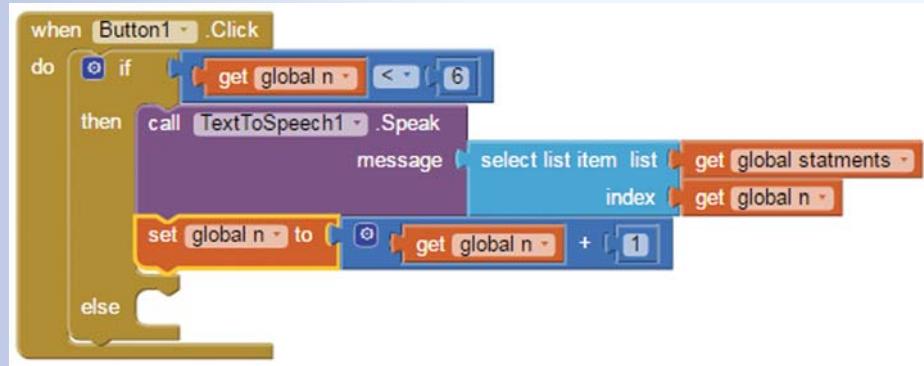 when Button1 .Click
do if get global n < 6
then call TextToSpeech1 .Speak
message select list item list get global statments
index get global n
set global n to get global n + 1
else